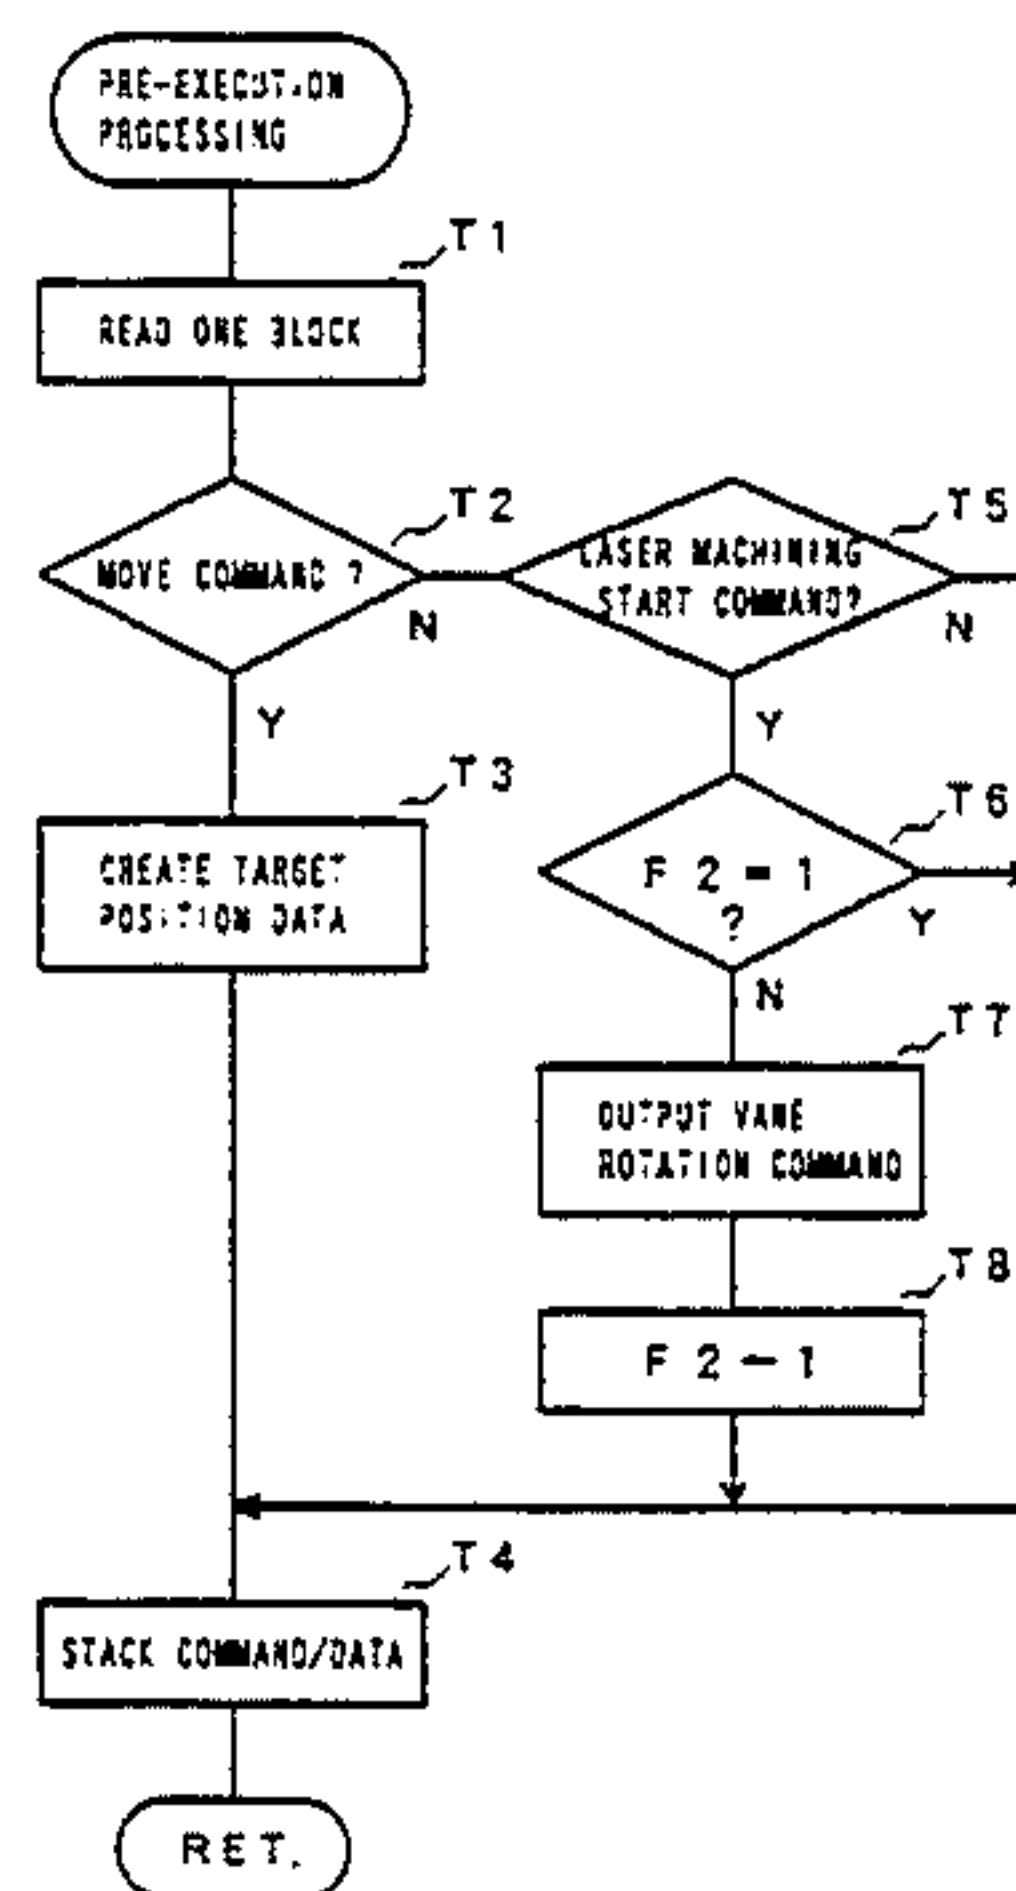 PRE-EXECUTION
PROCESSING
T1
READ ONE BLOCK
T2
MOVE COMMAND ?
N
T5
LASER MACHINING
START COMMAND?
N
Y
Y
T3
CREATE TARGET
POSITION DATA
T6
F 2 = 1
?
Y
N
T7
OUTPUT VANE
ROTATION COMMAND
T8
F 2 ← 1
T4
STACK COMMAND/DATA
RET.